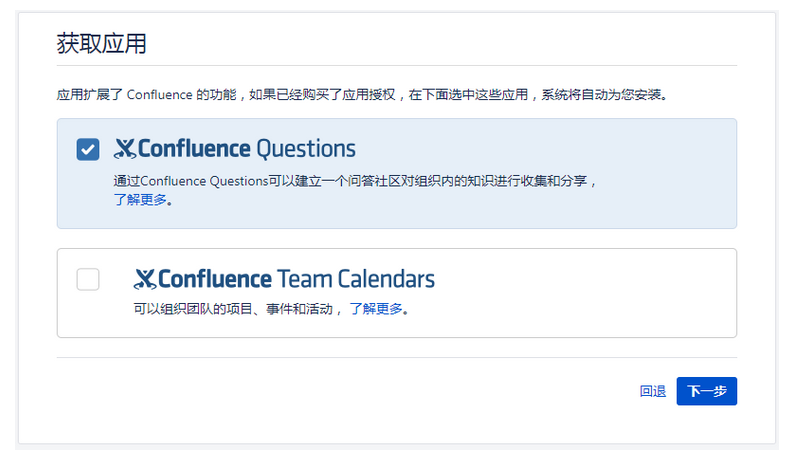 获取应用
应用扩展了 Confluence 的功能，如果已经购买了应用授权，在下面选中这些应用，系统将自动为您安装。
Confluence Questions
通过Confluence Questions可以建立一个问答社区对组织内的知识进行收集和分享，
了解更多。
Confluence Team Calendars
可以组织团队的项目、事件和活动， 了解更多。
回退 下一步